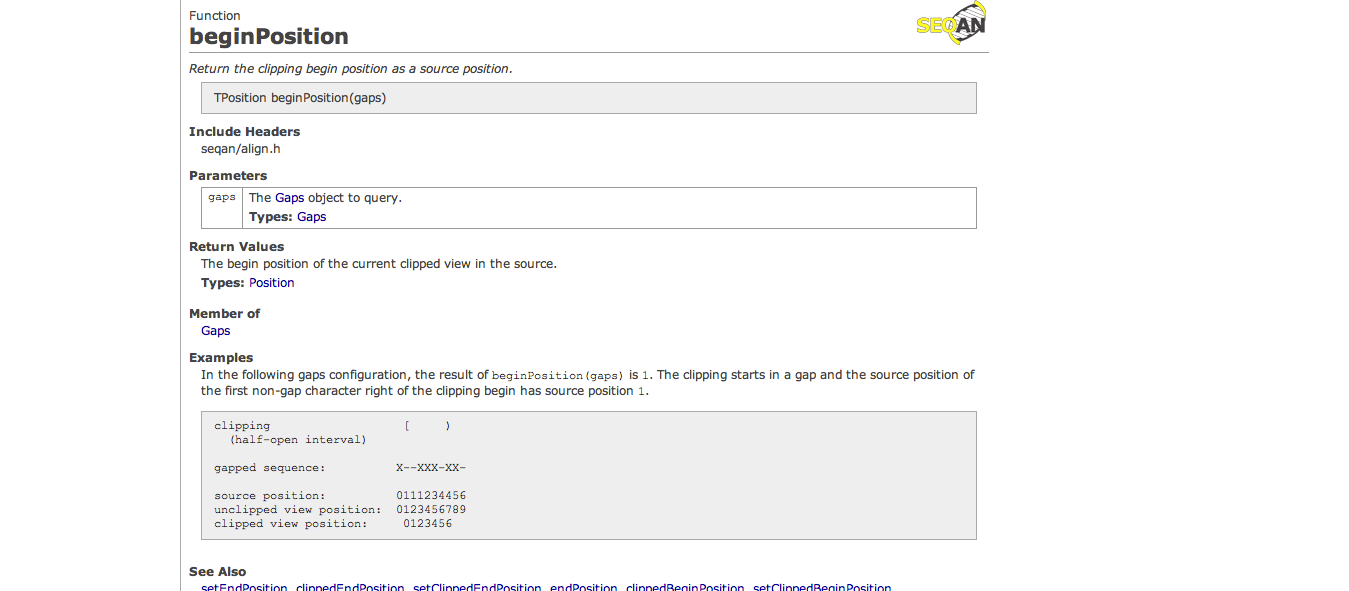 Function
beginPosition
SEQAN
Return the clipping begin position as a source position.
TPosition beginPosition(gaps)
Include Headers
seqan/align.h
Parameters
gaps The Gaps object to query.
Types: Gaps
Return Values
The begin position of the current clipped view in the source.
Types: Position
Member of
Gaps
Examples
In the following gaps configuration, the result of beginPosition(gaps) is 1. The clipping starts in a gap and the source position of
the first non-gap character right of the clipping begin has source position 1.
clipping                   [     )
  (half-open interval)
gapped sequence:          X--XXX-XX-
source position:          0111234456
unclipped view position:  0123456789
clipped view position:     0123456
See Also
setEndPosition, clippedEndPosition, setClippedEndPosition, endPosition, clippedBeginPosition, setClippedBeginPosition